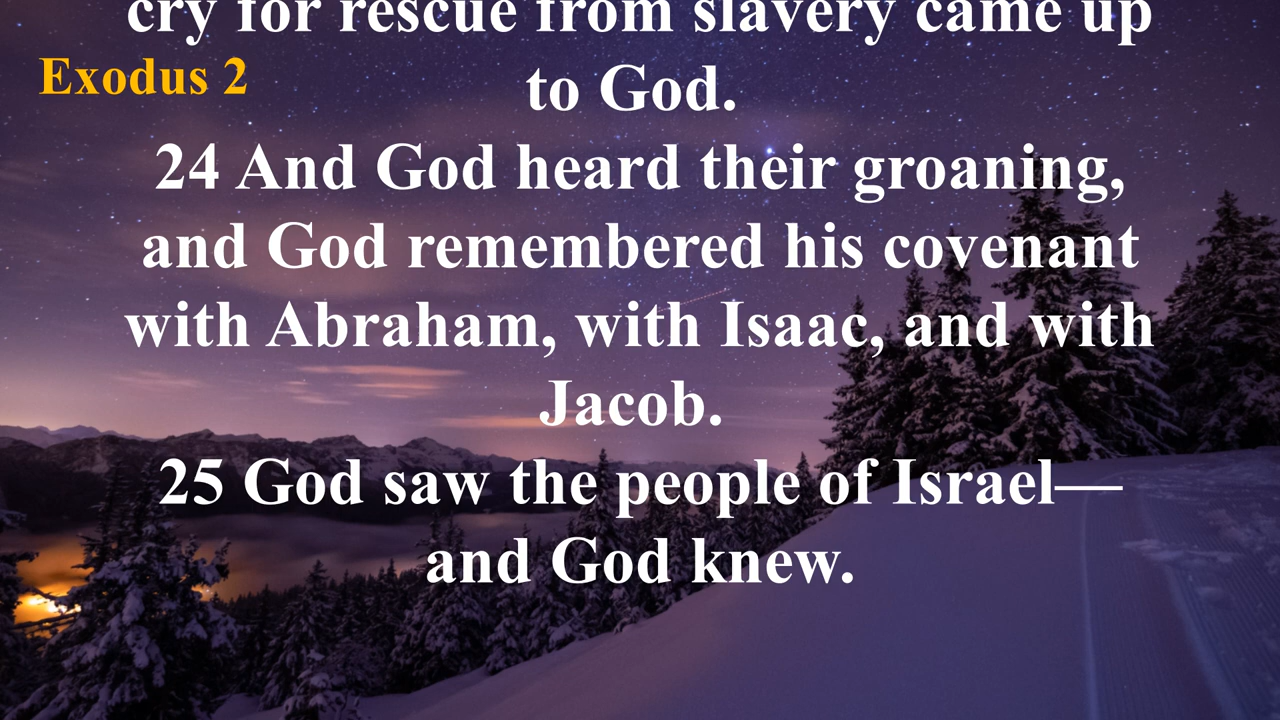 cry for rescue from slavery came up
Exodus 2
to God.
24 And God heard their groaning,
and God remembered his covenant
with Abraham, with Isaac, and with
Jacob.
25 God saw the people of Israel—
and God knew.